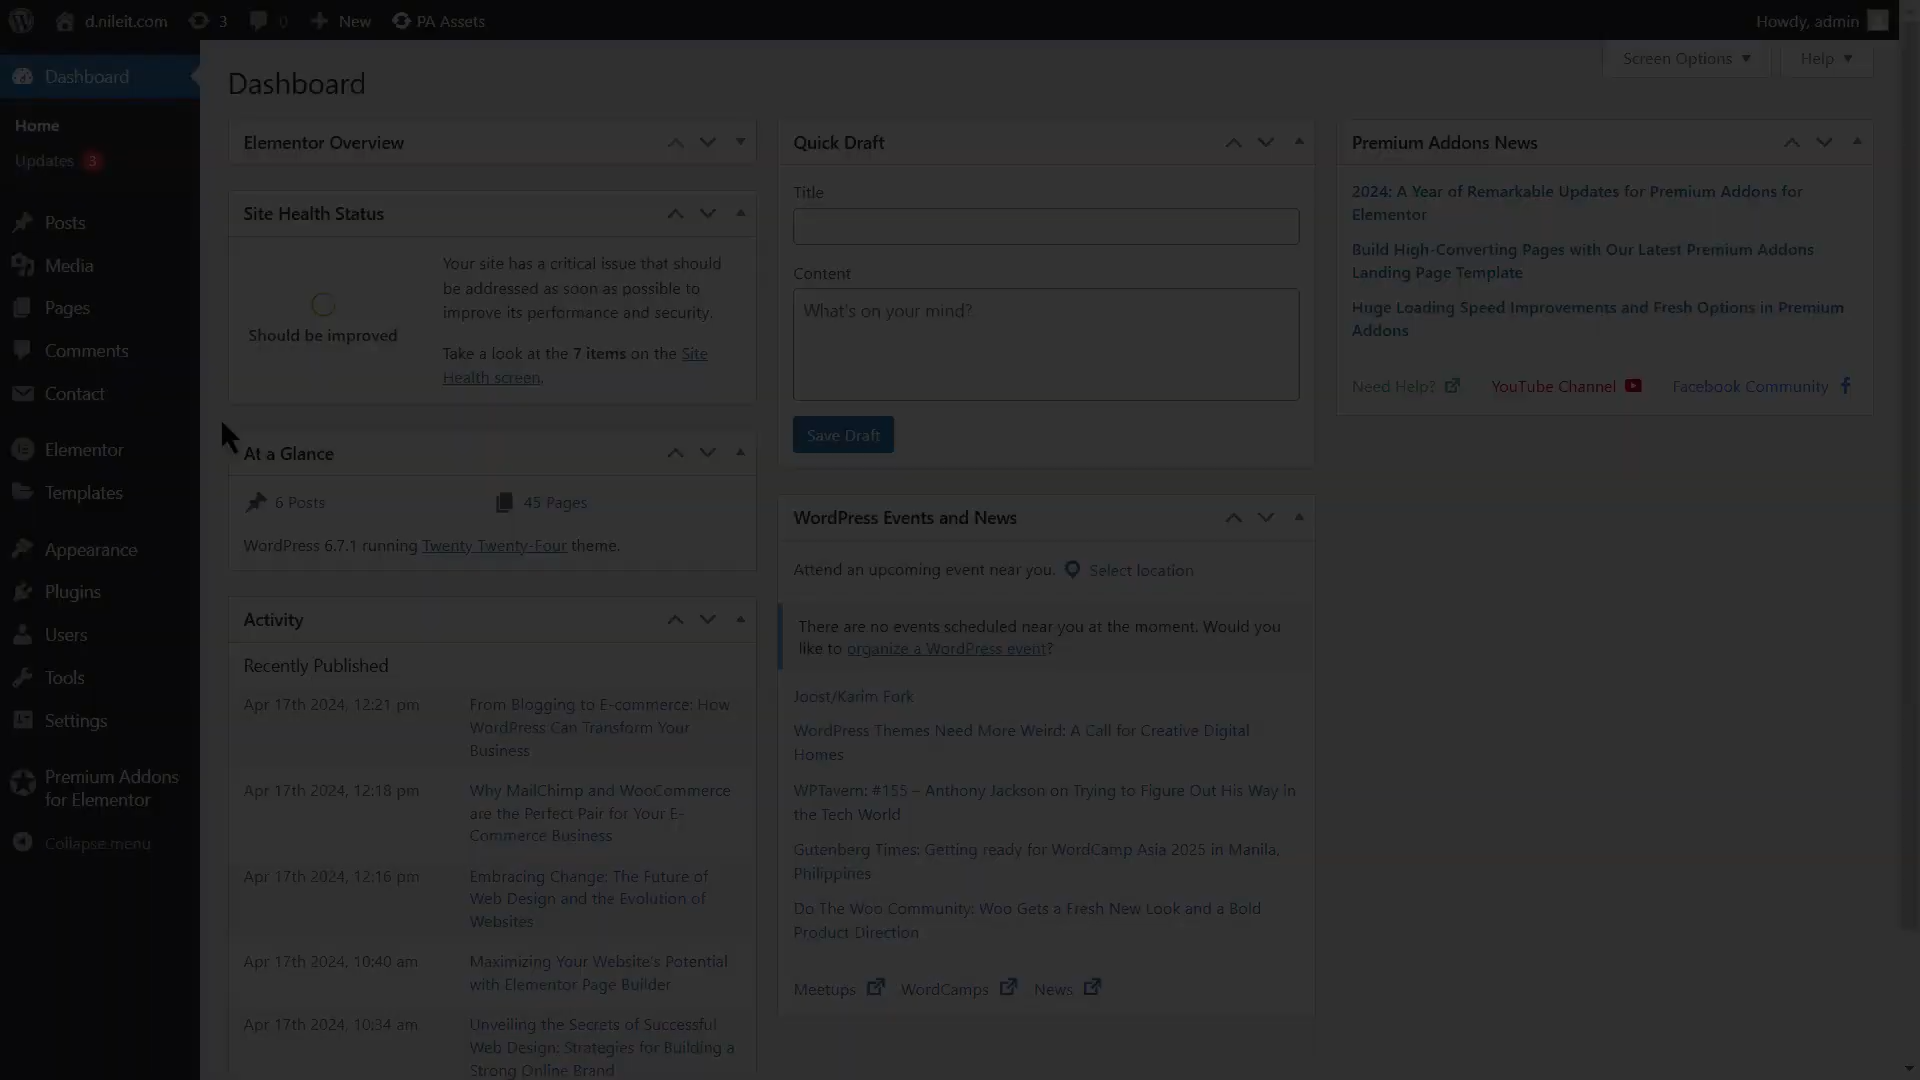 d.nileit.com
3
0
New
PA Assets
Howdy, admin
Dashboard
Home
Updates 3
Posts
Media
Pages
Comments
Contact
Elementor
Templates
Appearance
Plugins
Users
Tools
Settings
Premium Addons
for Elementor
Collapse menu
Screen Options
Help
Dashboard
Elementor Overview
Site Health Status
Should be improved
Your site has a critical issue that should
be addressed as soon as possible to
improve its performance and security.
Take a look at the 7 items on the Site
Health screen.
At a Glance
6 Posts
45 Pages
WordPress 6.7.1 running Twenty Twenty-Four theme.
Activity
Recently Published
Apr 17th 2024, 12:21 pm
From Blogging to E-commerce: How
WordPress Can Transform Your
Business
Apr 17th 2024, 12:18 pm
Why MailChimp and WooCommerce
are the Perfect Pair for Your E-
Commerce Business
Apr 17th 2024, 12:16 pm
Embracing Change: The Future of
Web Design and the Evolution of
Websites
Apr 17th 2024, 10:40 am
Maximizing Your Website's Potential
with Elementor Page Builder
Apr 17th 2024, 10:34 am
Unveiling the Secrets of Successful
Web Design: Strategies for Building a
Strong Online Brand
Quick Draft
Title
Content
What's on your mind?
Save Draft
WordPress Events and News
Attend an upcoming event near you.
Select location
There are no events scheduled near you at the moment. Would you
like to organize a WordPress event?
Joost/Karim Fork
WordPress Themes Need More Weird: A Call for Creative Digital
Homes
WPTavern: #155 – Anthony Jackson on Trying to Figure Out His Way in
the Tech World
Gutenberg Times: Getting ready for WordCamp Asia 2025 in Manila,
Philippines
Do The Woo Community: Woo Gets a Fresh New Look and a Bold
Product Direction
Meetups
WordCamps
News
Premium Addons News
2024: A Year of Remarkable Updates for Premium Addons for
Elementor
Build High-Converting Pages with Our Latest Premium Addons
Landing Page Template
Huge Loading Speed Improvements and Fresh Options in Premium
Addons
Need Help?
YouTube Channel
Facebook Community